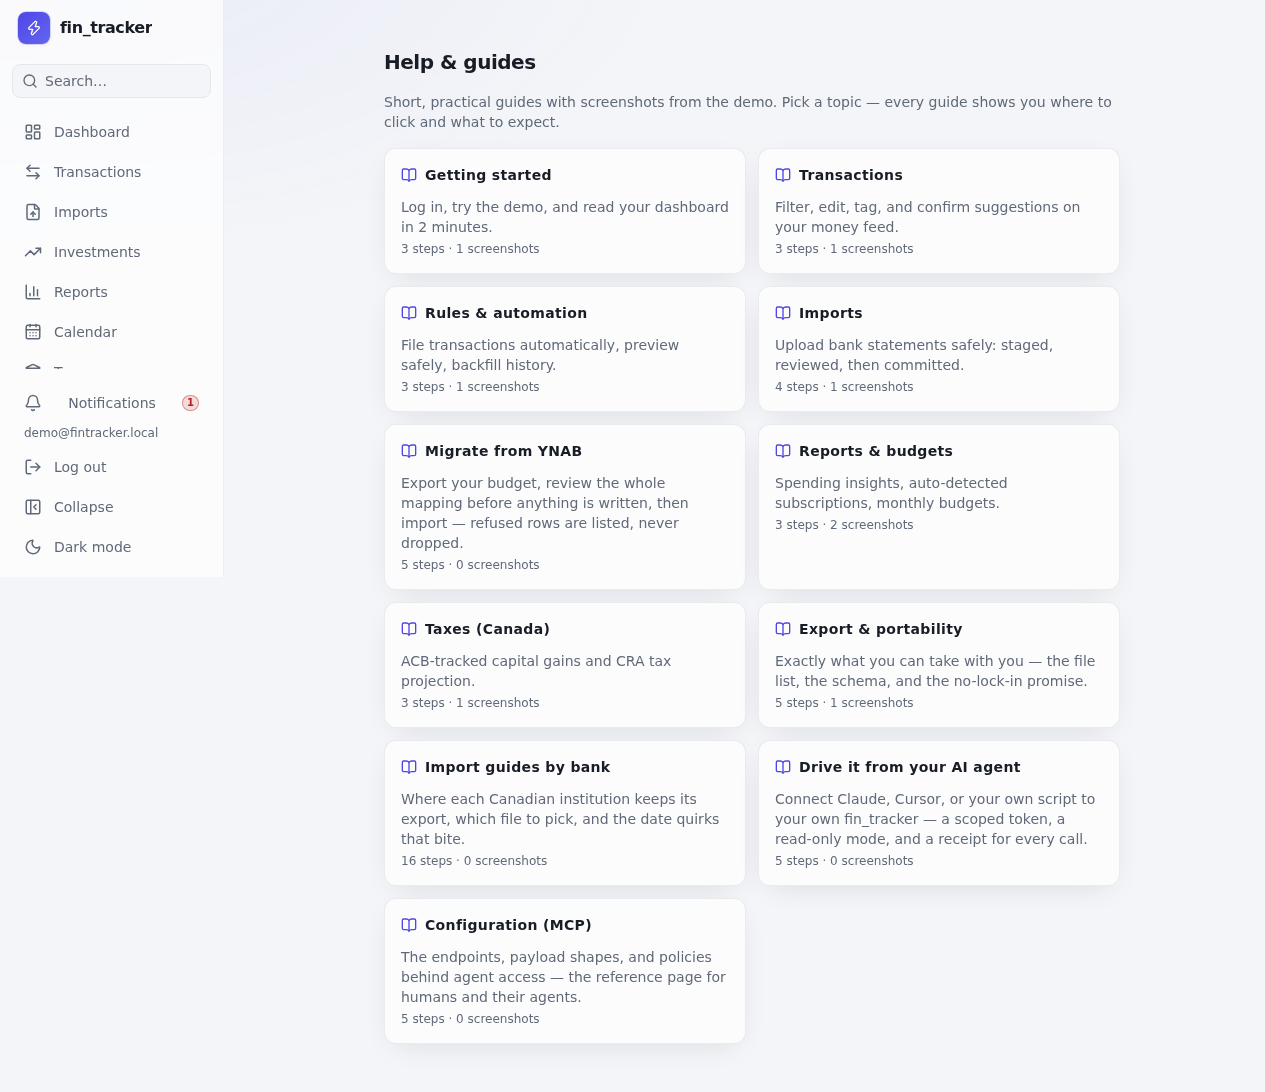 fin_tracker
Search...
Dashboard
Transactions
Imports
Investments
Reports
Calendar
Notifications 1
demo@fintracker.local
Log out
Collapse
Dark mode
Help & guides
Short, practical guides with screenshots from the demo. Pick a topic — every guide shows you where to
click and what to expect.
Getting started
Log in, try the demo, and read your dashboard
in 2 minutes.
3 steps · 1 screenshots
Transactions
Filter, edit, tag, and confirm suggestions on
your money feed.
3 steps · 1 screenshots
Rules & automation
File transactions automatically, preview
safely, backfill history.
3 steps · 1 screenshots
Imports
Upload bank statements safely: staged,
reviewed, then committed.
4 steps · 1 screenshots
Migrate from YNAB
Export your budget, review the whole
mapping before anything is written, then
import — refused rows are listed, never
dropped.
5 steps · 0 screenshots
Reports & budgets
Spending insights, auto-detected
subscriptions, monthly budgets.
3 steps · 2 screenshots
Taxes (Canada)
ACB-tracked capital gains and CRA tax
projection.
3 steps · 1 screenshots
Export & portability
Exactly what you can take with you — the file
list, the schema, and the no-lock-in promise.
5 steps · 1 screenshots
Import guides by bank
Where each Canadian institution keeps its
export, which file to pick, and the date quirks
that bite.
16 steps · 0 screenshots
Drive it from your AI agent
Connect Claude, Cursor, or your own script to
your own fin_tracker — a scoped token, a
read-only mode, and a receipt for every call.
5 steps · 0 screenshots
Configuration (MCP)
The endpoints, payload shapes, and policies
behind agent access — the reference page for
humans and their agents.
5 steps · 0 screenshots